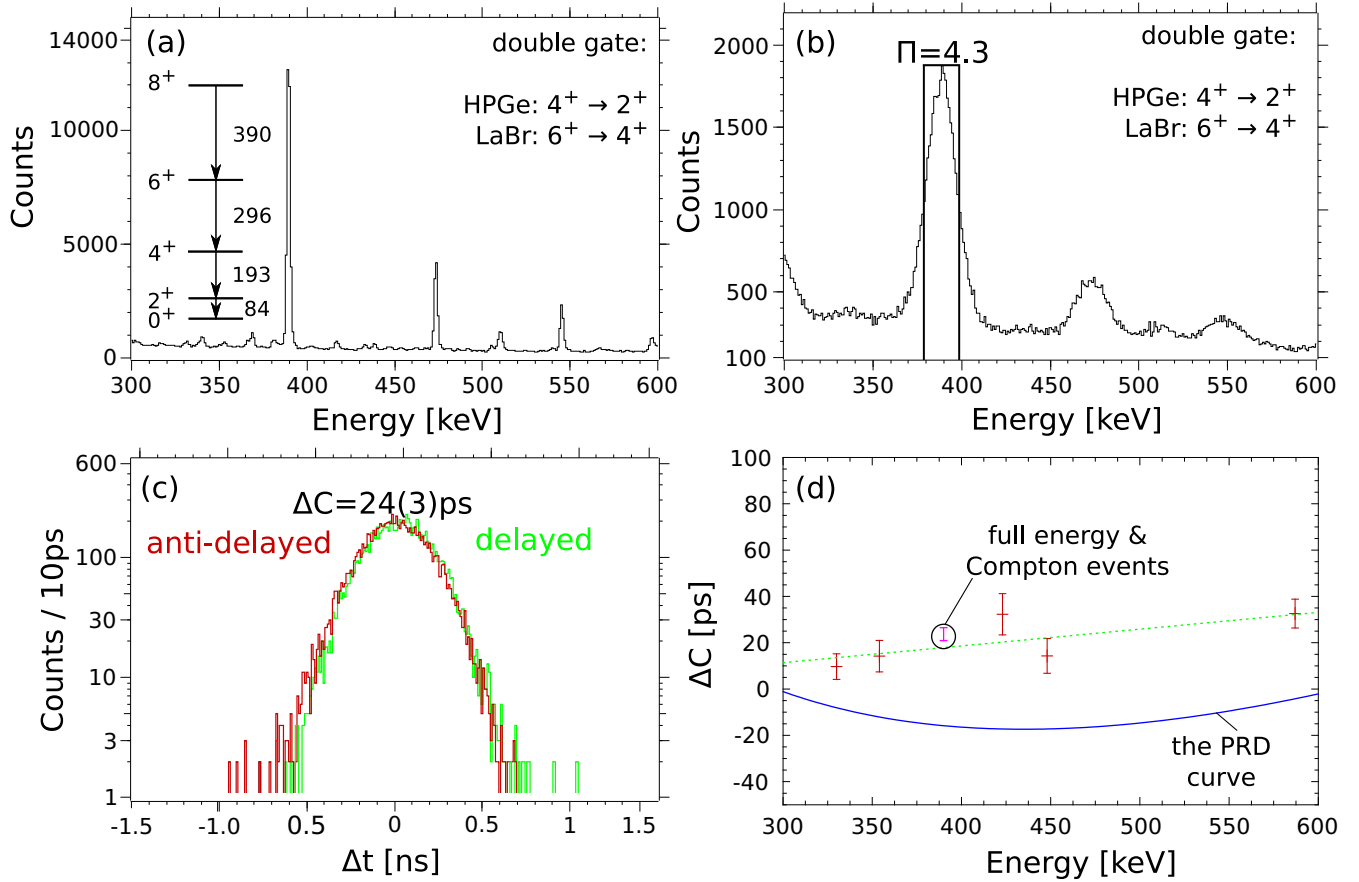 (a)
double gate:
HPGe: 4⁺ → 2⁺
LaBr: 6⁺ → 4⁺
8⁺
390
6⁺
296
4⁺
193
2⁺
84
0⁺
14000
10000
5000
0
Counts
300 350 400 450 500 550 600
Energy [keV]
(b)
Π=4.3
double gate:
HPGe: 4⁺ → 2⁺
LaBr: 6⁺ → 4⁺
2000
1500
1000
500
100
Counts
300 350 400 450 500 550 600
Energy [keV]
(c)
ΔC=24(3)ps
anti-delayed
delayed
600
100
30
10
3
1
Counts / 10ps
-1.5 -1.0 0.5 0 0.5 1 1.5
Δt [ns]
(d)
full energy &
Compton events
the PRD
curve
100
80
60
40
20
0
-20
-40
ΔC [ps]
300 350 400 450 500 550 600
Energy [keV]